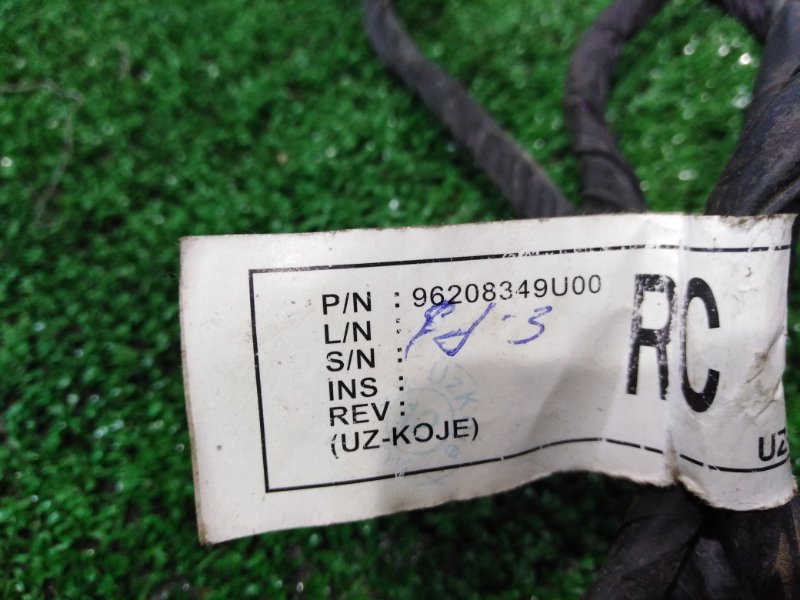 P/N : 96208349U00
L/N :
S/N :
INS :
REV :
(UZ-KOJE)
RC
UZ